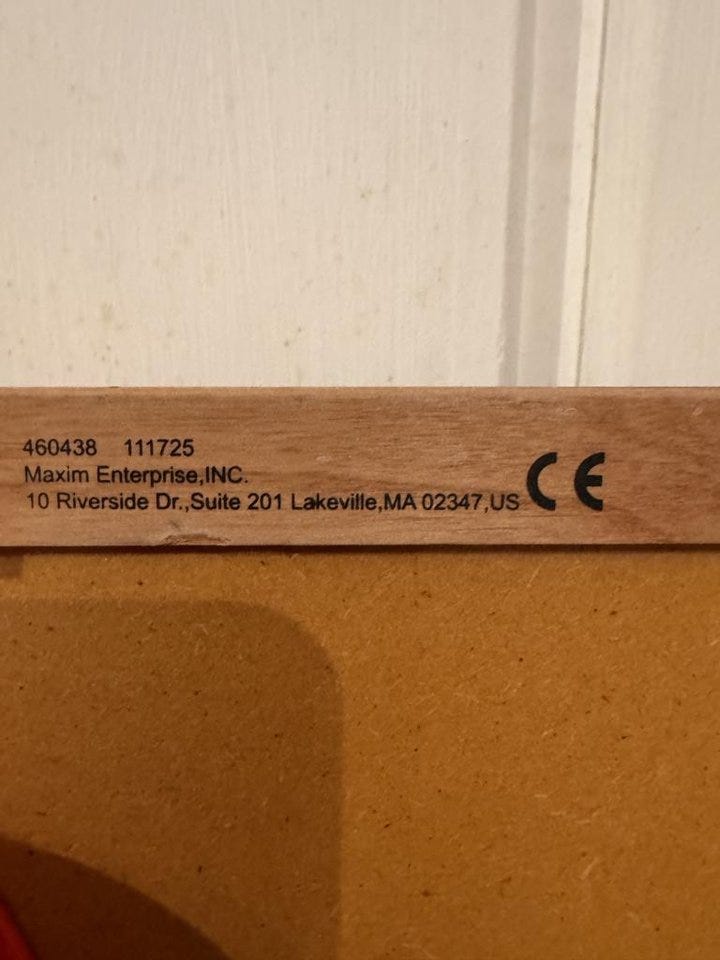 460438 111725
Maxim Enterprise,INC.
10 Riverside Dr.,Suite 201 Lakeville,MA 02347,US CE